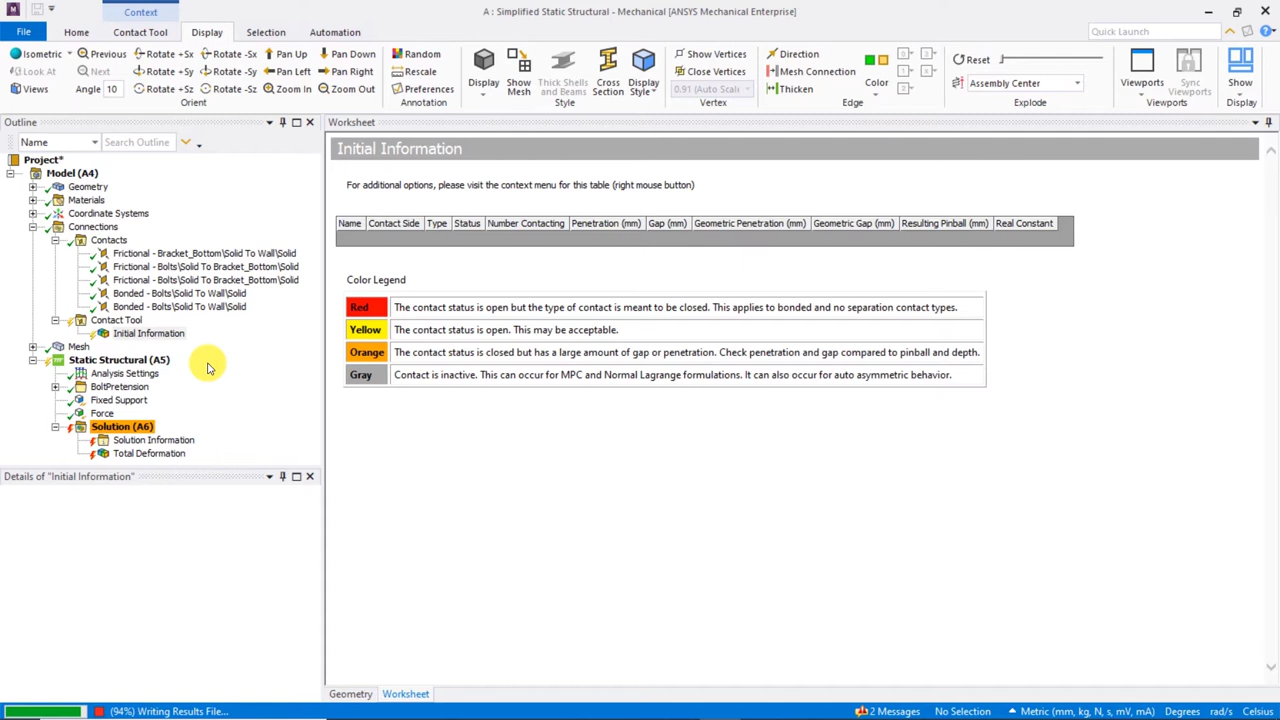 Context
A : Simplified Static Structural - Mechanical [ANSYS Mechanical Enterprise]
File Home Contact Tool Display Selection Automation Quick Launch
Isometric Previous Rotate +Sx Rotate -Sx Pan Up Pan Down Random Show Vertices Direction Reset
Look At Next Rotate +Sy Rotate -Sy Pan Left Pan Right Rescale Close Vertices Mesh Connection
Views Angle 10 Rotate +Sz Rotate -Sz Zoom In Zoom Out Preferences 0.91 (Auto Scale) Thicken Assembly Center
Display Show Mesh Thick Shells and Beams Cross Section Display Style Color Viewports Sync Viewports Show
Orient Annotation Style Vertex Edge Explode Viewports Display
Outline
Name Search Outline
Project*
Model (A4)
Geometry
Materials
Coordinate Systems
Connections
Contacts
Frictional - Bracket_Bottom\Solid To Wall\Solid
Frictional - Bolts\Solid To Bracket_Bottom\Solid
Frictional - Bolts\Solid To Bracket_Bottom\Solid
Bonded - Bolts\Solid To Wall\Solid
Bonded - Bolts\Solid To Wall\Solid
Contact Tool
Initial Information
Mesh
Static Structural (A5)
Analysis Settings
BoltPretension
Fixed Support
Force
Solution (A6)
Solution Information
Total Deformation
Details of "Initial Information"
Worksheet
Initial Information
For additional options, please visit the context menu for this table (right mouse button)
Name Contact Side Type Status Number Contacting Penetration (mm) Gap (mm) Geometric Penetration (mm) Geometric Gap (mm) Resulting Pinball (mm) Real Constant
Color Legend
Red The contact status is open but the type of contact is meant to be closed. This applies to bonded and no separation contact types.
Yellow The contact status is open. This may be acceptable.
Orange The contact status is closed but has a large amount of gap or penetration. Check penetration and gap compared to pinball and depth.
Gray Contact is inactive. This can occur for MPC and Normal Lagrange formulations. It can also occur for auto asymmetric behavior.
Geometry Worksheet
(94%) Writing Results File... 2 Messages No Selection Metric (mm, kg, N, s, mV, mA) Degrees rad/s Celsius